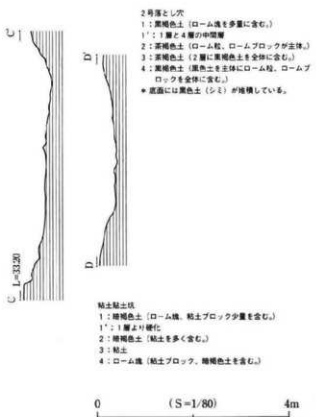 2号落とし穴
1：黒褐色土（ローム塊を多量に含む。）
1'：1層と4層の中間層
2：茶褐色土（ローム粒、ロームブロックが主体。）
3：茶褐色土（2層に黒褐色土を全体に含む。）
4：黒褐色土（黒色土を主体にローム粒、ロームブ
ロックを全体に含む。）
＊底面には黒色土（シミ）が堆積している。
C'
D'
D
C L=33.20
粘土貼土坑
1：暗褐色土（ローム塊、粘土ブロック少量を含む。）
1'：1層より硬化
2：暗褐色土（粘土を多く含む。）
3：粘土
4：ローム塊（粘土ブロック、暗褐色土を含む。）
0 （S=1/80） 4m